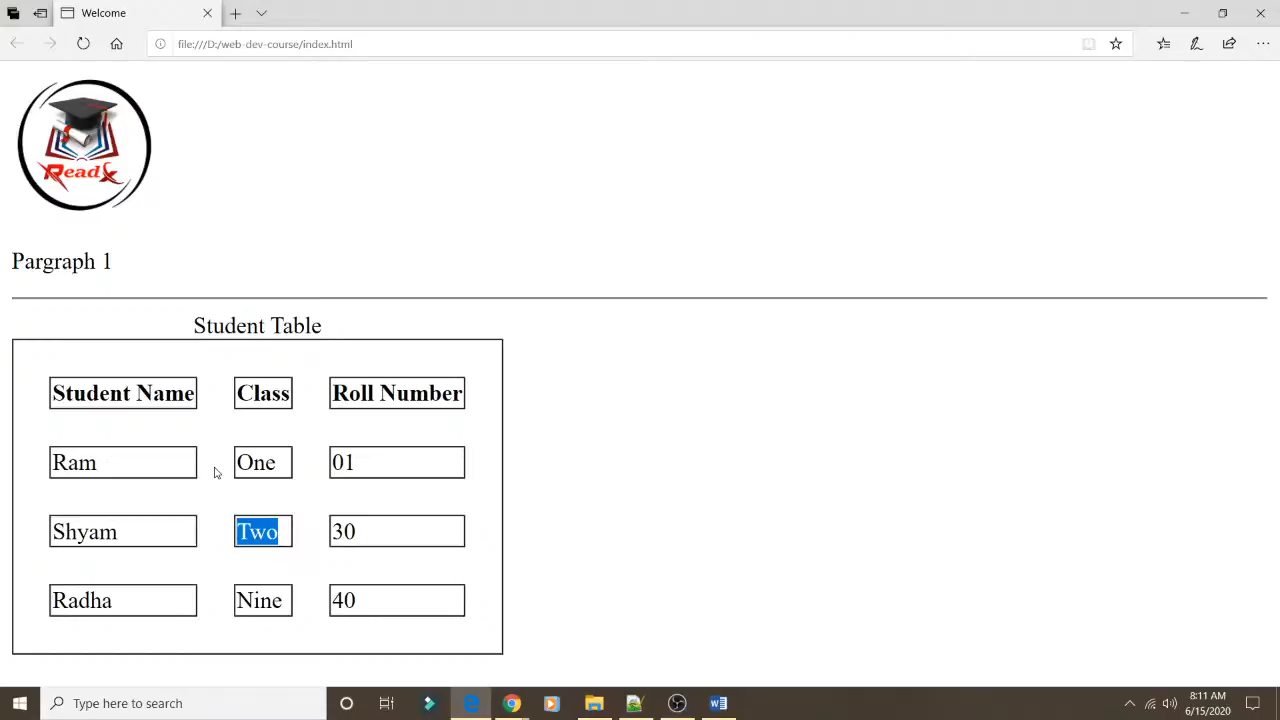 Welcome
file:///D:/web-dev-course/index.html
Read
Pargraph 1
Student Table
Student Name Class Roll Number
Ram One 01
Shyam Two 30
Radha Nine 40
Type here to search
8:11 AM
6/15/2020